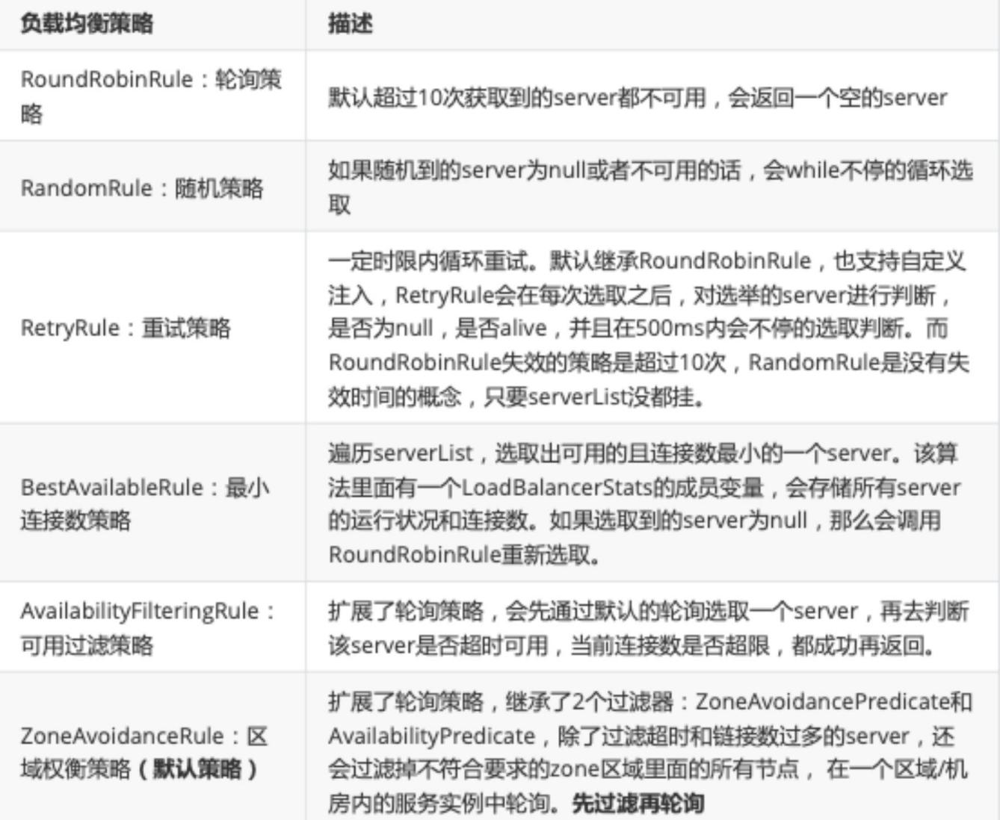 负载均衡策略
描述
RoundRobinRule：轮询策
略
默认超过10次获取到的server都不可用，会返回一个空的server
RandomRule：随机策略
如果随机到的server为null或者不可用的话，会while不停的循环选
取
RetryRule：重试策略
一定时限内循环重试。默认继承RoundRobinRule，也支持自定义
注入，RetryRule会在每次选取之后，对选举的server进行判断，
是否为null，是否alive，并且在500ms内会不停的选取判断。而
RoundRobinRule失效的策略是超过10次，RandomRule是没有失
效时间的概念，只要serverList没都挂。
BestAvailableRule：最小
连接数策略
遍历serverList，选取出可用的且连接数最小的一个server。该算
法里面有一个LoadBalancerStats的成员变量，会存储所有server
的运行状况和连接数。如果选取到的server为null，那么会调用
RoundRobinRule重新选取。
AvailabilityFilteringRule：
可用过滤策略
扩展了轮询策略，会先通过默认的轮询选取一个server，再去判断
该server是否超时可用，当前连接数是否超限，都成功再返回。
ZoneAvoidanceRule：区
域权衡策略（默认策略）
扩展了轮询策略，继承了2个过滤器：ZoneAvoidancePredicate和
AvailabilityPredicate，除了过滤超时和链接数过多的server，还
会过滤掉不符合要求的zone区域里面的所有节点， 在一个区域/机
房内的服务实例中轮询。先过滤再轮询